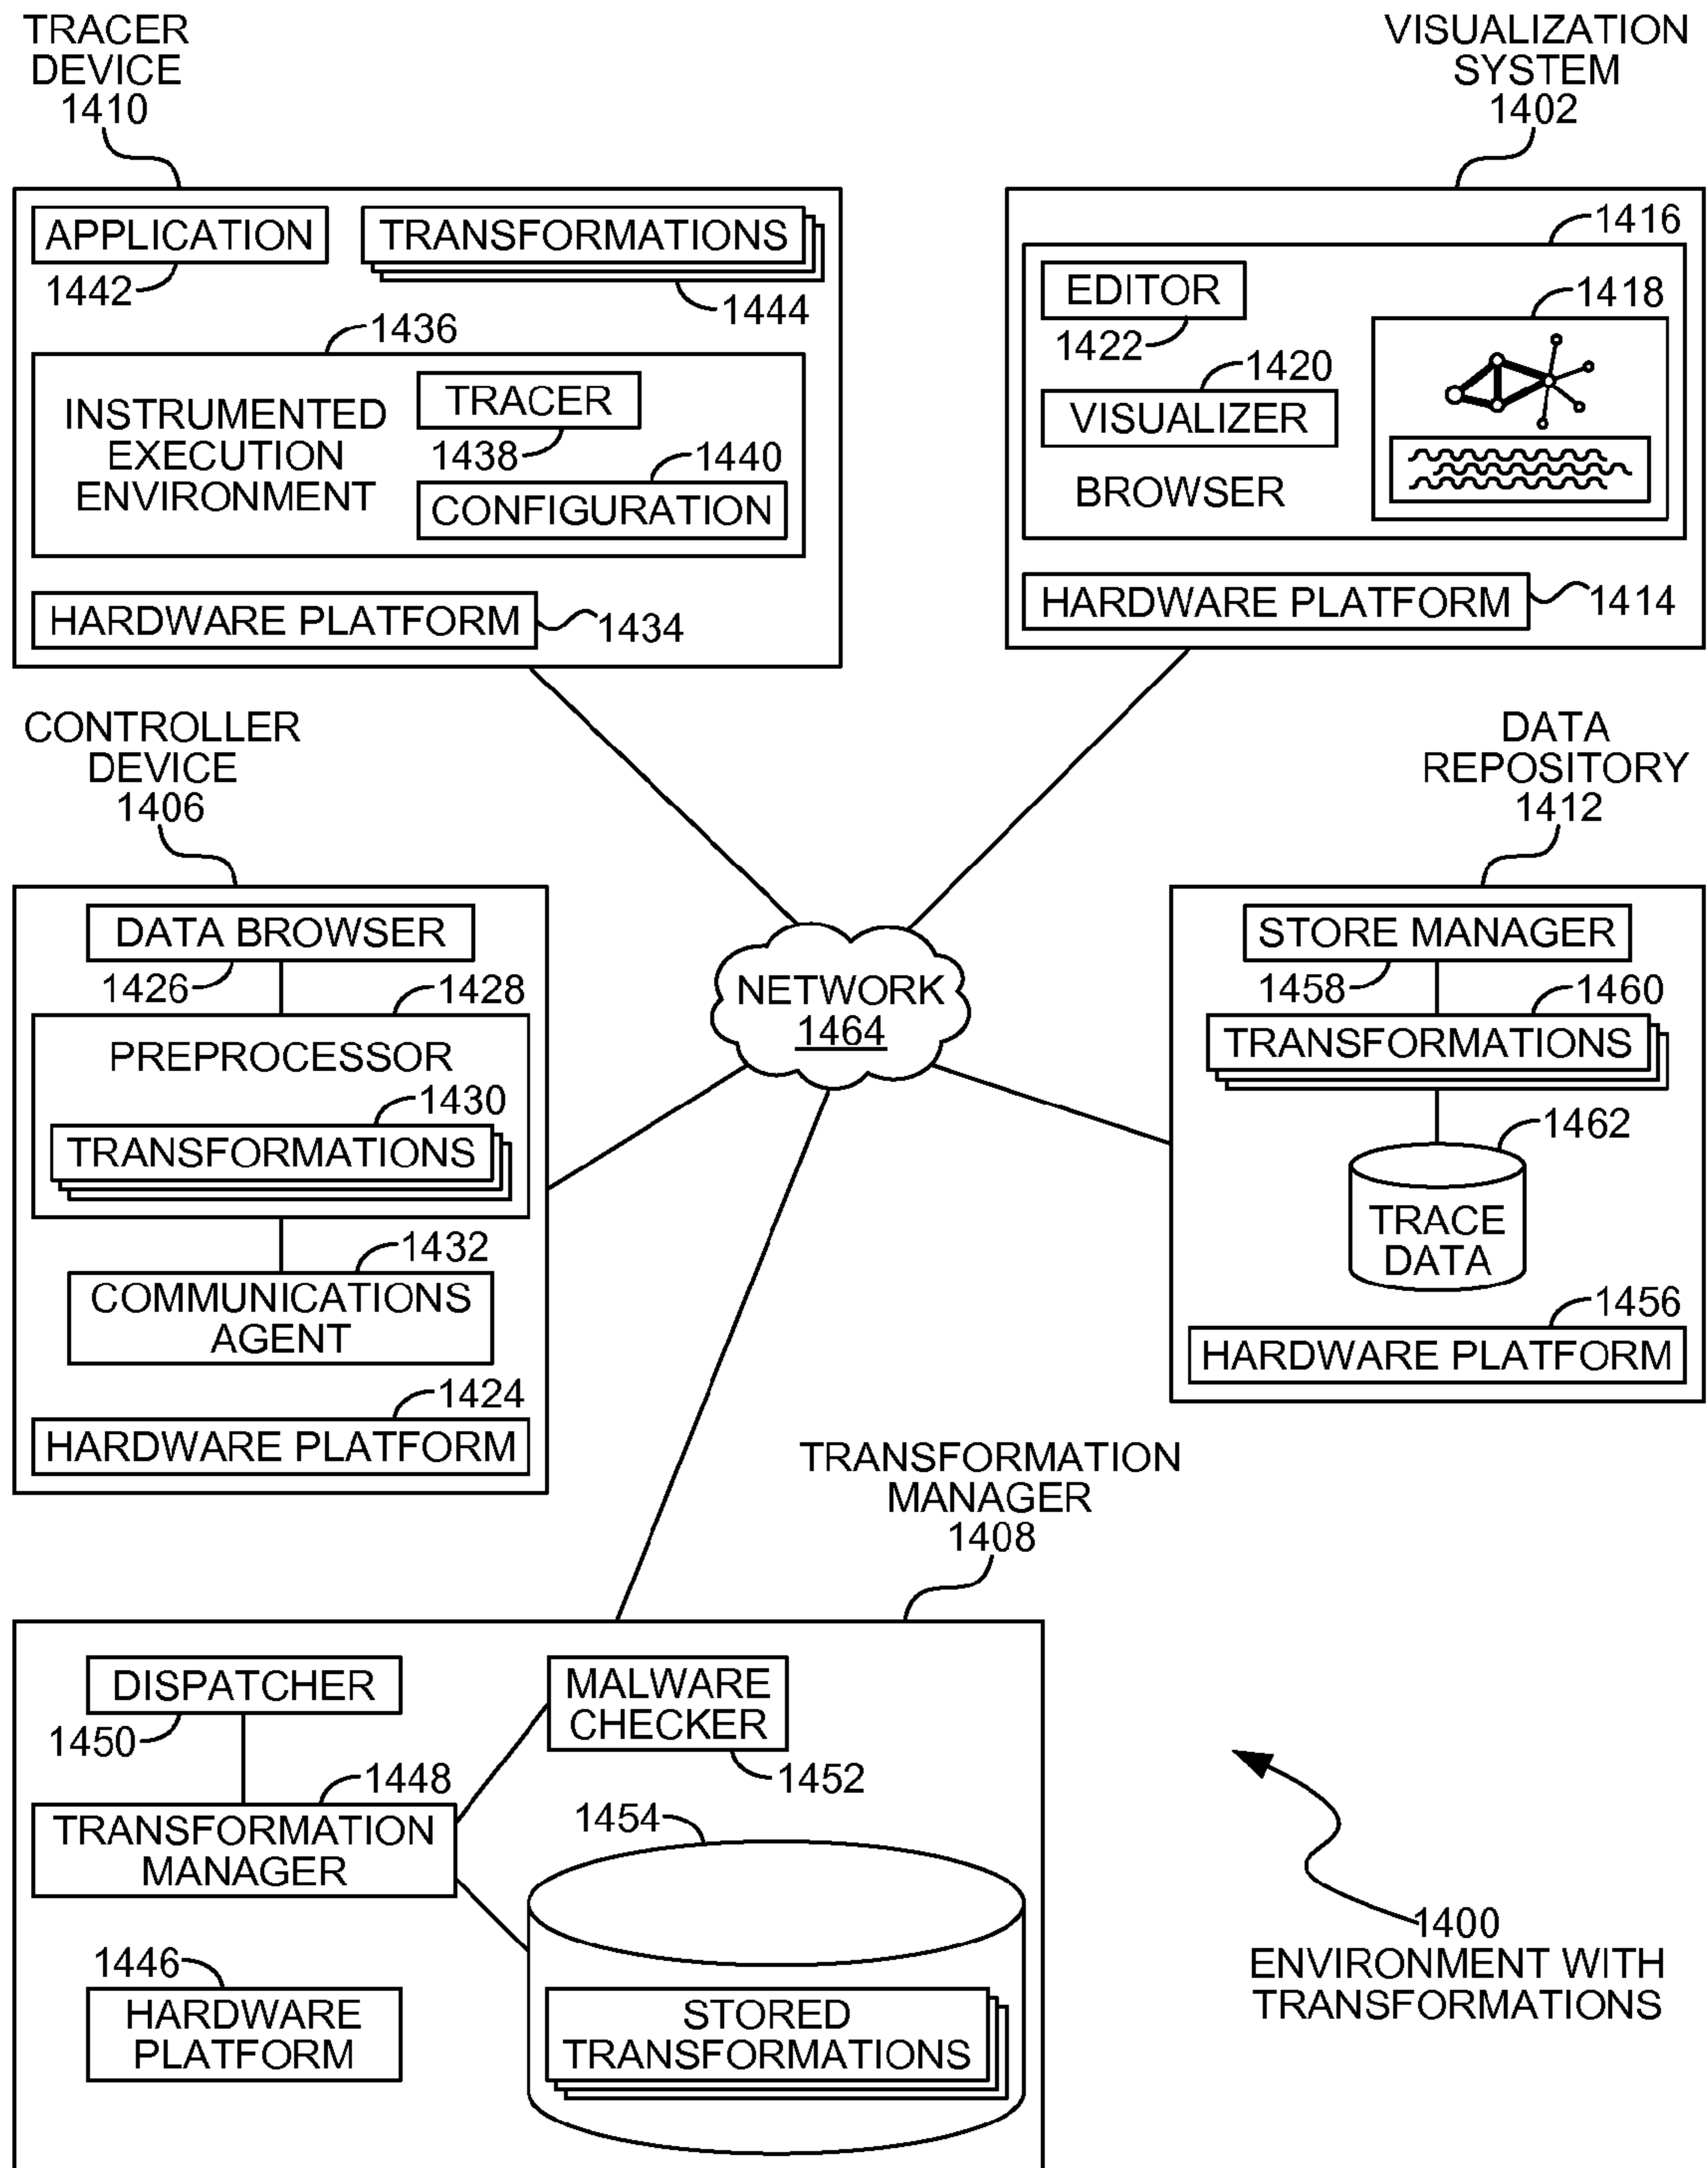 TRACER
DEVICE
1410
APPLICATION
1442
TRANSFORMATIONS
1444
1436
INSTRUMENTED
EXECUTION
ENVIRONMENT
TRACER
1438
1440
CONFIGURATION
HARDWARE PLATFORM
1434
VISUALIZATION
SYSTEM
1402
1416
EDITOR
1422
1418
1420
VISUALIZER
BROWSER
HARDWARE PLATFORM
1414
CONTROLLER
DEVICE
1406
DATA BROWSER
1426
1428
PREPROCESSOR
1430
TRANSFORMATIONS
1432
COMMUNICATIONS
AGENT
1424
HARDWARE PLATFORM
NETWORK
1464
DATA
REPOSITORY
1412
STORE MANAGER
1458
1460
TRANSFORMATIONS
1462
TRACE
DATA
1456
HARDWARE PLATFORM
TRANSFORMATION
MANAGER
1408
DISPATCHER
1450
MALWARE
CHECKER
1452
1448
TRANSFORMATION
MANAGER
1454
1446
HARDWARE
PLATFORM
STORED
TRANSFORMATIONS
1400
ENVIRONMENT WITH
TRANSFORMATIONS